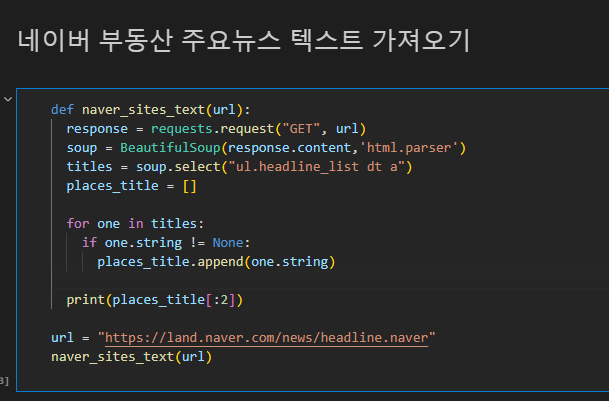 네이버 부동산 주요뉴스 텍스트 가져오기
def naver_sites_text(url):
response = requests.request("GET", url)
soup = BeautifulSoup(response.content,'html.parser')
titles = soup.select("ul.headline_list dt a")
places_title = []
for one in titles:
if one.string != None:
places_title.append(one.string)
print(places_title[:2])
url = "https://land.naver.com/news/headline.naver"
naver_sites_text(url)